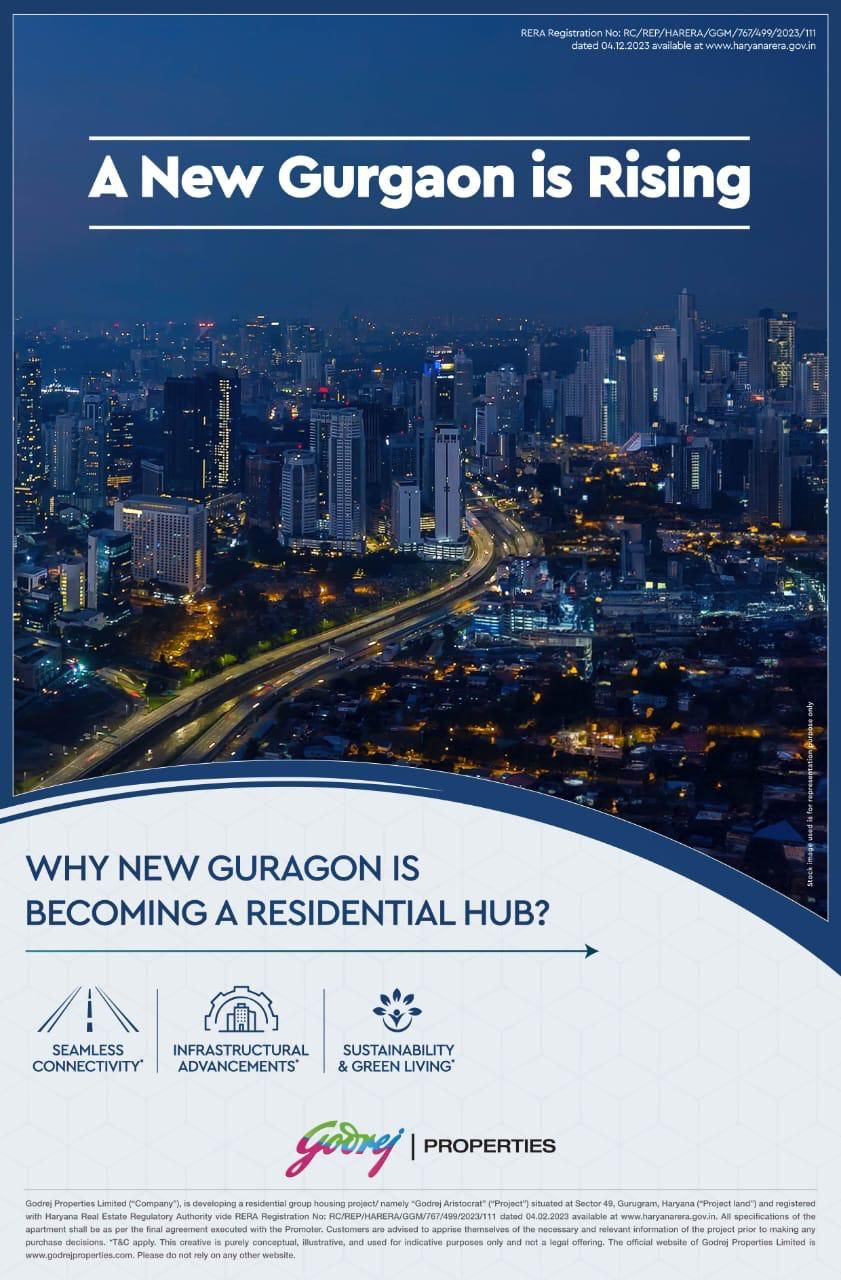 RERA Registration No: RC/REP/HARERA/GGM/767/499/2023/111
dated 04.12.2023 available at www.haryanarera.gov.in
A New Gurgaon is Rising
Stock image used is for representation purpose only
WHY NEW GURAGON IS
BECOMING A RESIDENTIAL HUB?
SEAMLESS
CONNECTIVITY*
INFRASTRUCTURAL
ADVANCEMENTS*
SUSTAINABILITY
& GREEN LIVING*
Godrej | PROPERTIES
Godrej Properties Limited (“Company”), is developing a residential group housing project/ namely “Godrej Aristocrat” (“Project”) situated at Sector 49, Gurugram, Haryana (“Project land”) and registered
with Haryana Real Estate Regulatory Authority vide RERA Registration No: RC/REP/HARERA/GGM/767/499/2023/111 dated 04.02.2023 available at www.haryanarera.gov.in. All specifications of the
apartment shall be as per the final agreement executed with the Promoter. Customers are advised to apprise themselves of the necessary and relevant information of the project prior to making any
purchase decisions. *T&C apply. This creative is purely conceptual, illustrative, and used for indicative purposes only and not a legal offering. The official website of Godrej Properties Limited is
www.godrejproperties.com. Please do not rely on any other website.